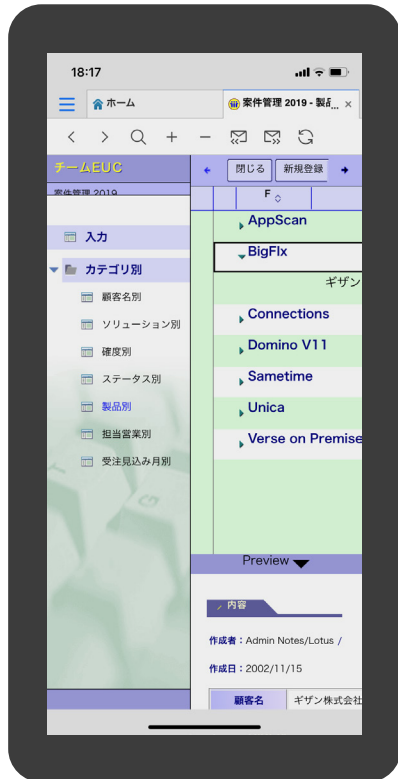 18:17
ホーム
案件管理 2019 - 製品...
チームEUC
閉じる 新規登録
案件管理 2019
F
入力
カテゴリ別
顧客名別
ソリューション別
確度別
ステータス別
製品別
担当営業別
受注見込み月別
AppScan
BigFIx
ギザン
Connections
Domino V11
Sametime
Unica
Verse on Premise
Preview
内容
作成者：Admin Notes/Lotus /
作成日：2002/11/15
顧客名 ギザン株式会社